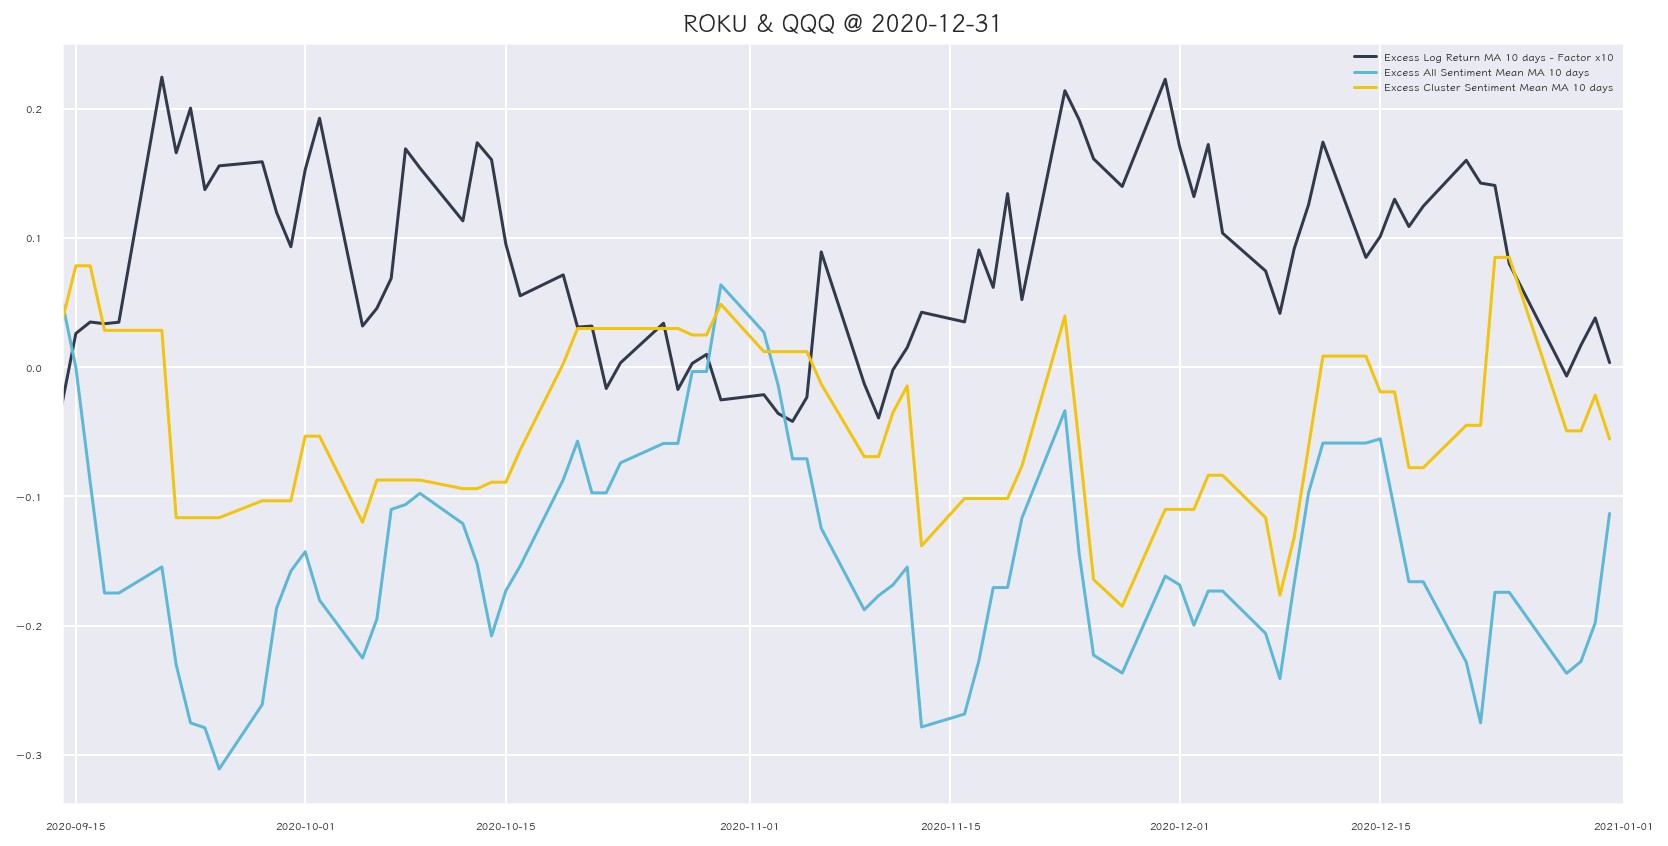 ROKU & QQQ @ 2020-12-31
Excess Log Return MA 10 days - Factor x10
Excess All Sentiment Mean MA 10 days
Excess Cluster Sentiment Mean MA 10 days
0.2
0.1
0.0
−0.1
−0.2
−0.3
2020-09-15 2020-10-01 2020-10-15 2020-11-01 2020-11-15 2020-12-01 2020-12-15 2021-01-01